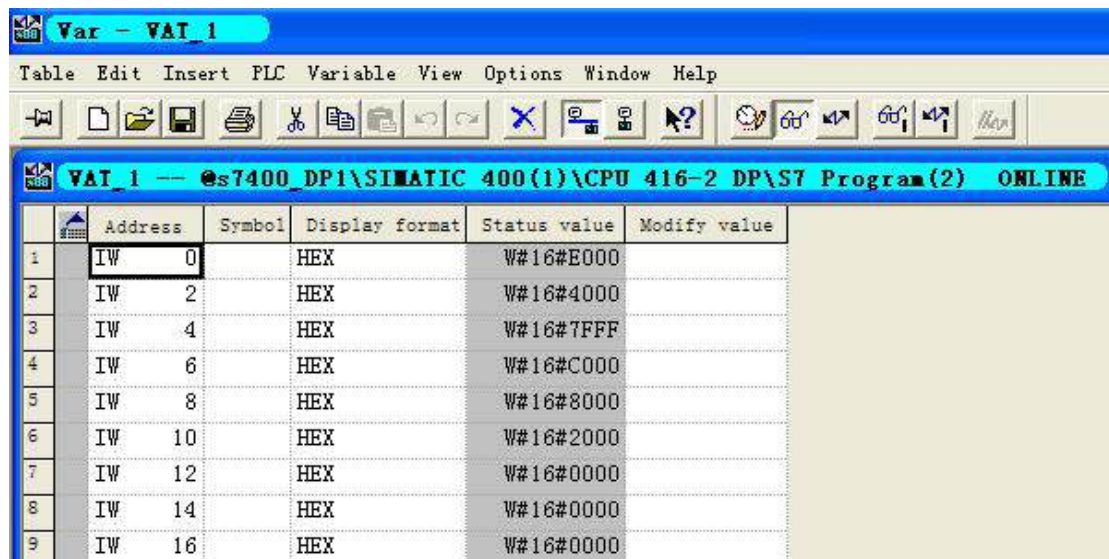 Var - VAT_1
Table Edit Insert PLC Variable View Options Window Help
VAT_1 -- @s7400_DP1\SIMATIC 400(1)\CPU 416-2 DP\S7 Program(2) ONLINE
Address Symbol Display format Status value Modify value
1 IW 0 HEX W#16#E000
2 IW 2 HEX W#16#4000
3 IW 4 HEX W#16#7FFF
4 IW 6 HEX W#16#C000
5 IW 8 HEX W#16#8000
6 IW 10 HEX W#16#2000
7 IW 12 HEX W#16#0000
8 IW 14 HEX W#16#0000
9 IW 16 HEX W#16#0000